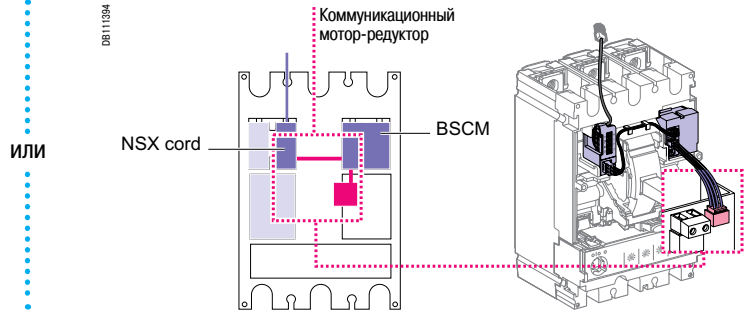 DB111394
Коммуникационный
мотор-редуктор
NSX cord
BSCM
ИЛИ